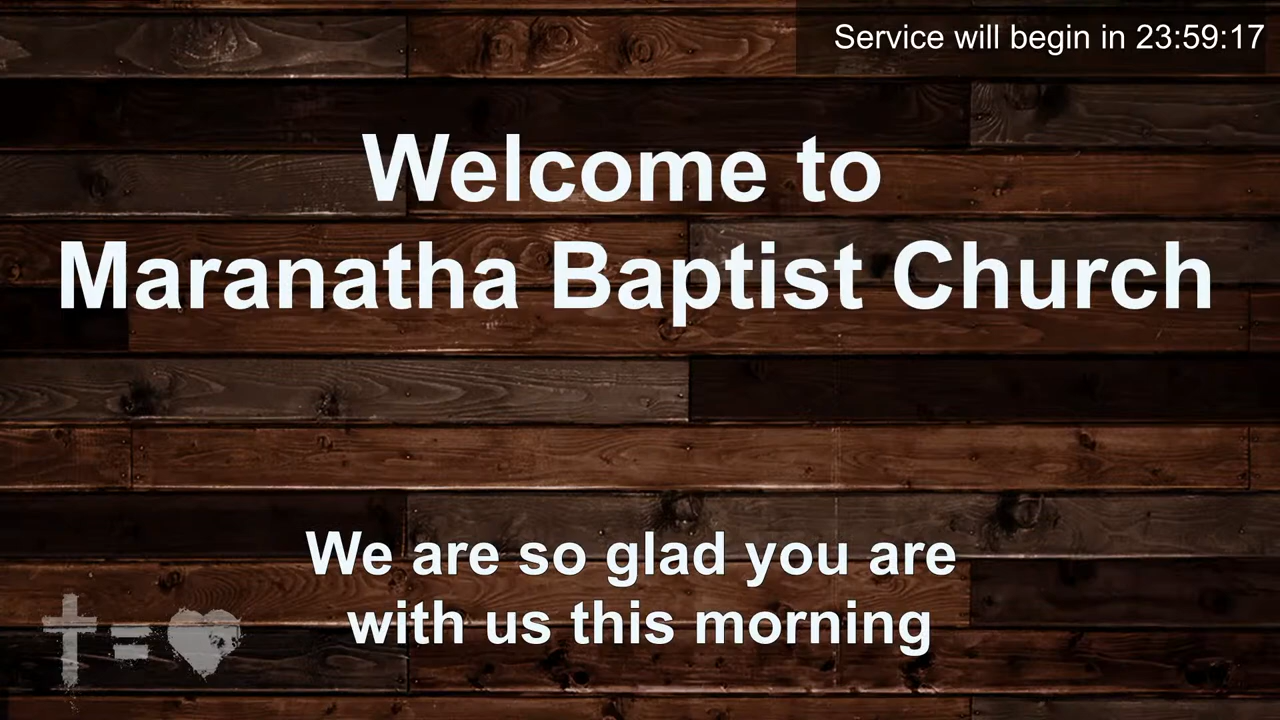 Service will begin in 23:59:17
Welcome to
Maranatha Baptist Church
We are so glad you are
with us this morning